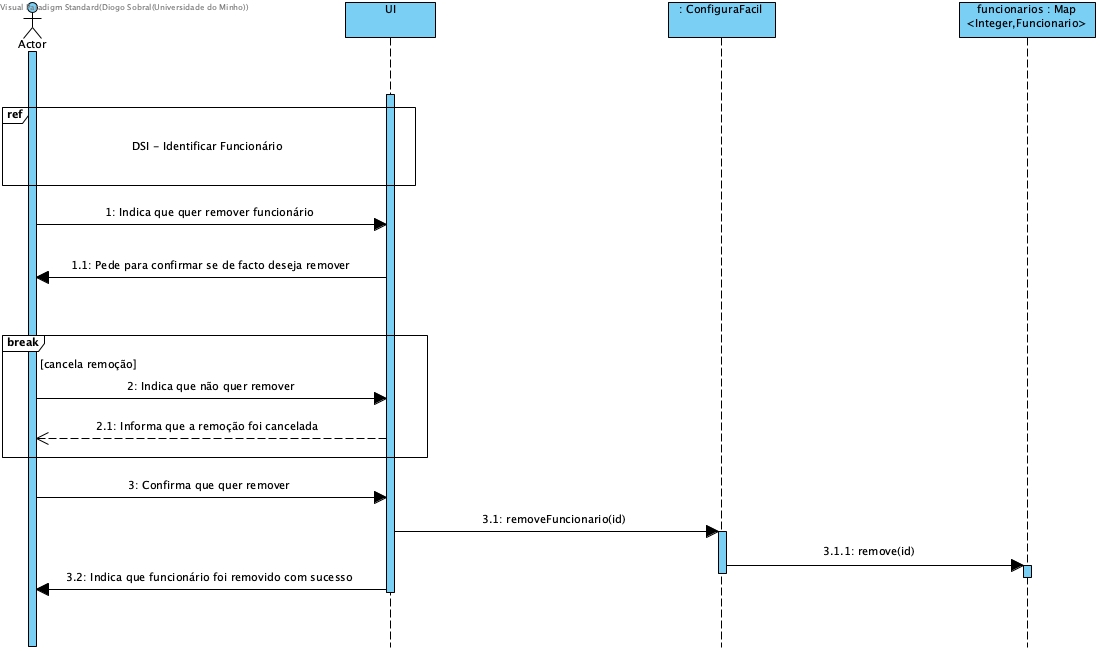 Visual Paradigm Standard(Diogo Sobral(Universidade do Minho))
Actor
UI
: ConfiguraFacil
funcionarios : Map
<Integer,Funcionario>
ref
DSI - Identificar Funcionário
1: Indica que quer remover funcionário
1.1: Pede para confirmar se de facto deseja remover
break
[cancela remoção]
2: Indica que não quer remover
2.1: Informa que a remoção foi cancelada
3: Confirma que quer remover
3.1: removeFuncionario(id)
3.1.1: remove(id)
3.2: Indica que funcionário foi removido com sucesso